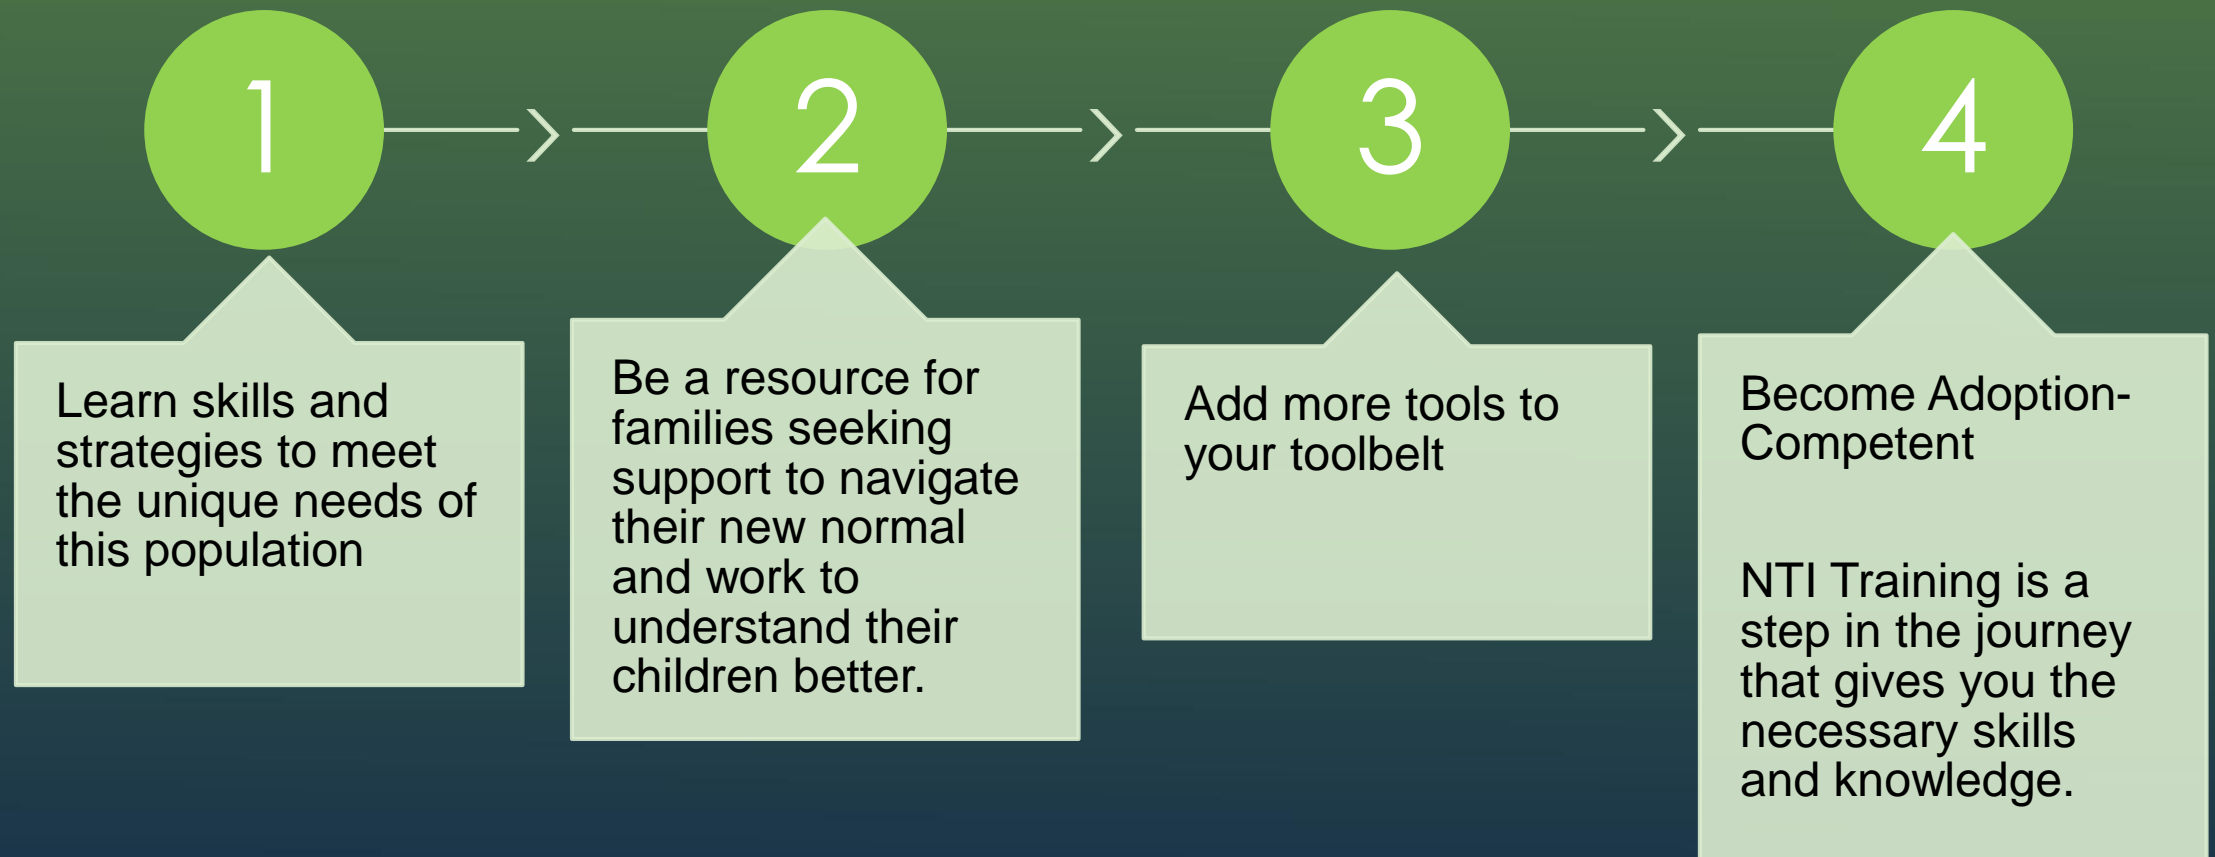 1
Learn skills and
strategies to meet
the unique needs of
this population
2
Be a resource for
families seeking
support to navigate
their new normal
and work to
understand their
children better.
3
Add more tools to
your toolbelt
4
Become Adoption-
Competent
NTI Training is a
step in the journey
that gives you the
necessary skills
and knowledge.